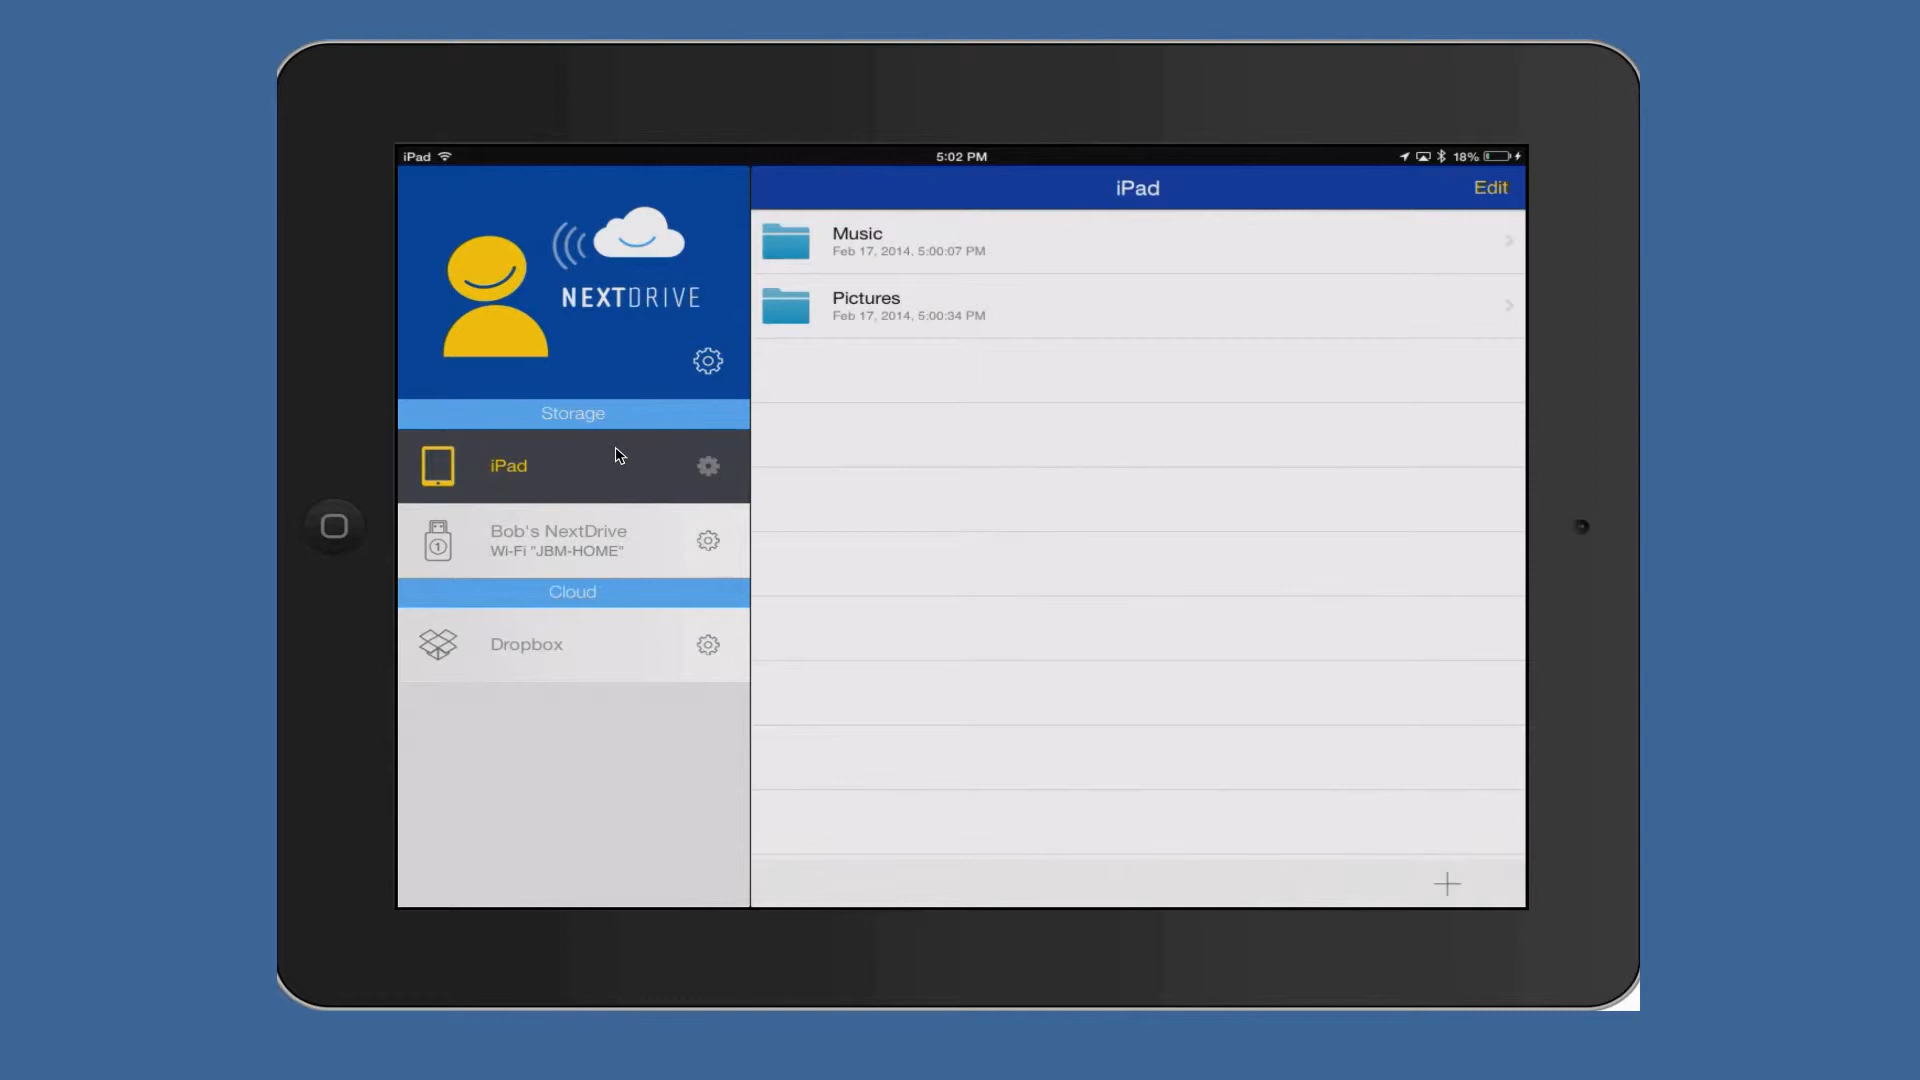 iPad
5:02 PM
18%
NEXTDRIVE
iPad
Edit
Storage
iPad
Bob's NextDrive
Wi-Fi "JBM-HOME"
1
Cloud
Dropbox
Music
Feb 17, 2014, 5:00:07 PM
Pictures
Feb 17, 2014, 5:00:34 PM